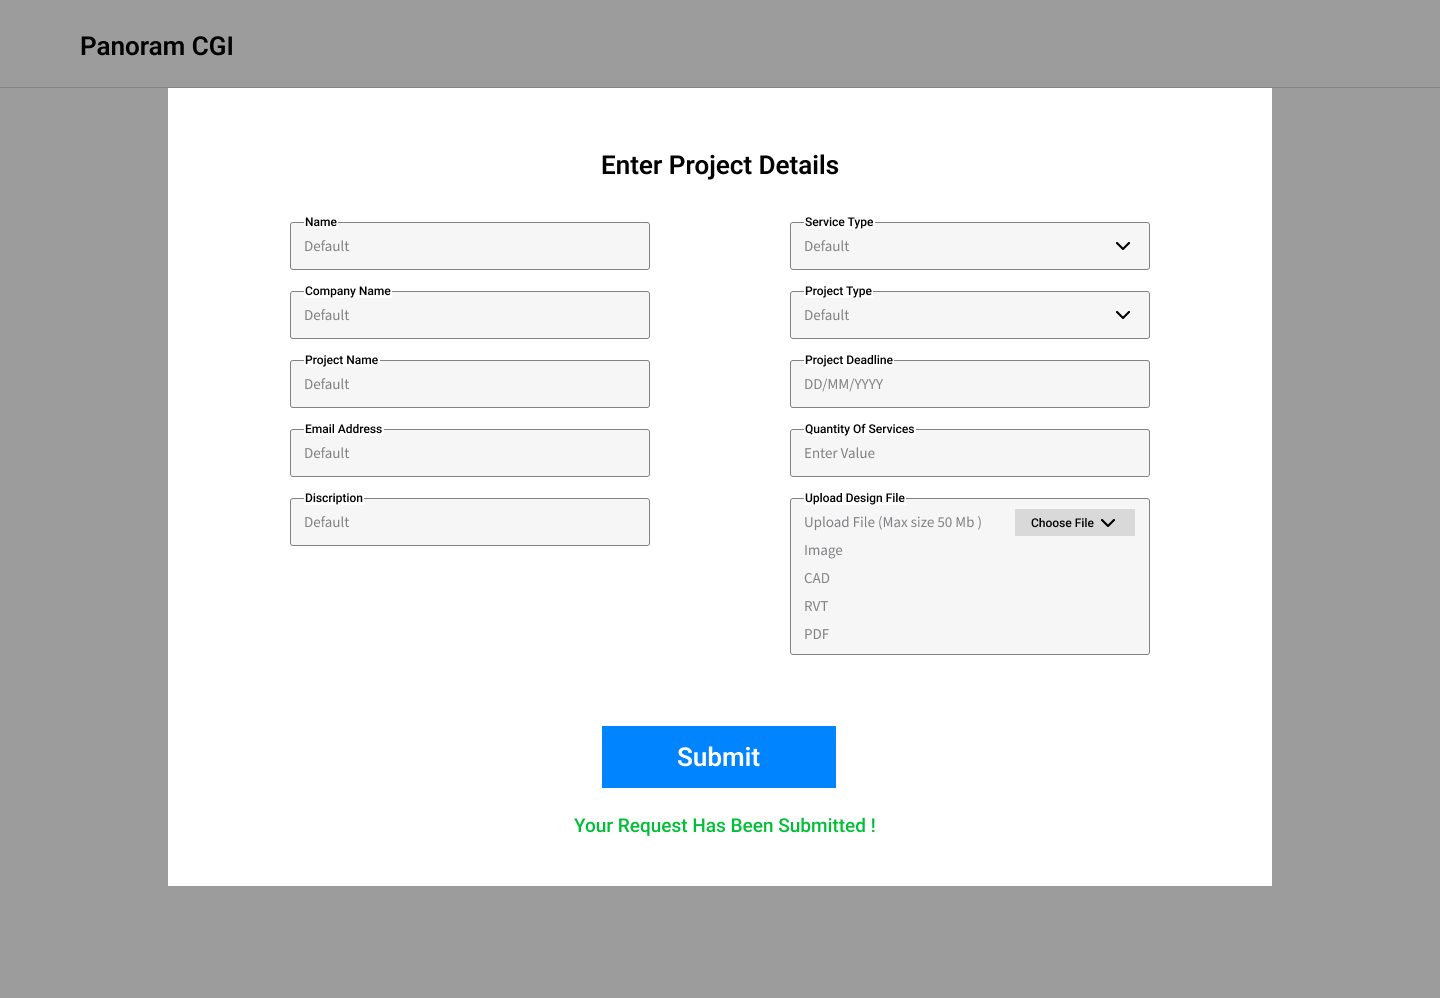 Panoram CGI
Enter Project Details
Name
Default
Company Name
Default
Project Name
Default
Email Address
Default
Discription
Default
Service Type
Default
Project Type
Default
Project Deadline
DD/MM/YYYY
Quantity Of Services
Enter Value
Upload Design File
Upload File (Max size 50 Mb ) Choose File
Image
CAD
RVT
PDF
Submit
Your Request Has Been Submitted !